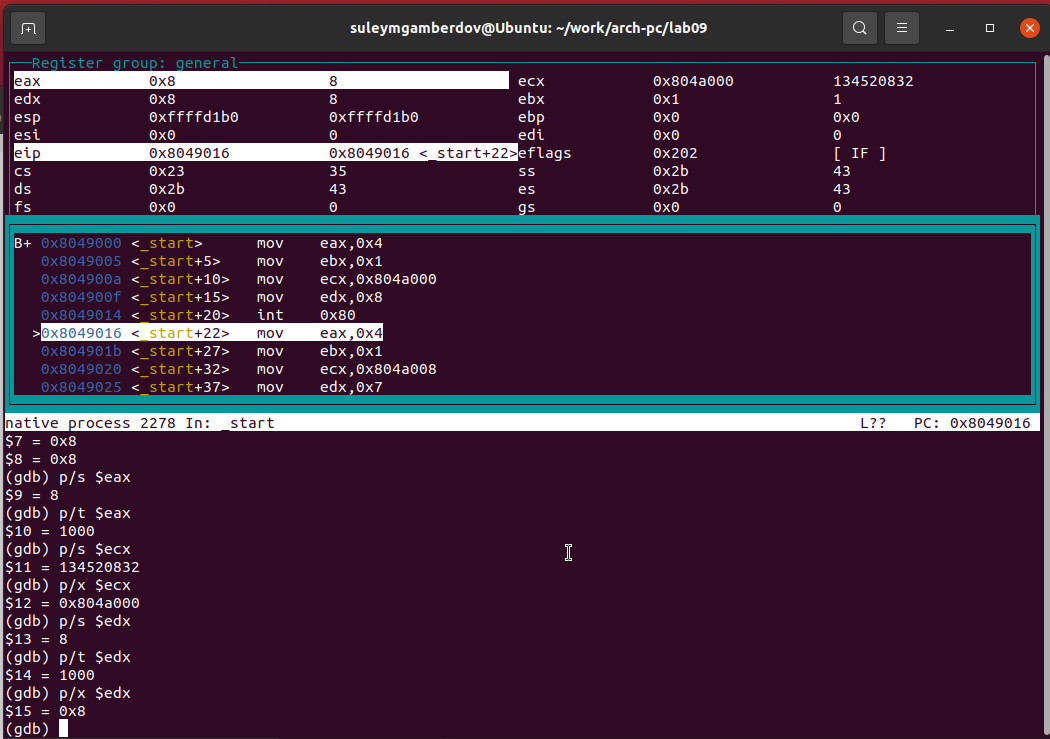 suleymgamberdov@Ubuntu: ~/work/arch-pc/lab09
Register group: general
eax 0x8 8 ecx 0x804a000 134520832
edx 0x8 8 ebx 0x1 1
esp 0xffffd1b0 0xffffd1b0 ebp 0x0 0x0
esi 0x0 0 edi 0x0 0
eip 0x8049016 0x8049016 <_start+22> eflags 0x202 [ IF ]
cs 0x23 35 ss 0x2b 43
ds 0x2b 43 es 0x2b 43
fs 0x0 0 gs 0x0 0
B+ 0x8049000 <_start> mov eax,0x4
0x8049005 <_start+5> mov ebx,0x1
0x804900a <_start+10> mov ecx,0x804a000
0x804900f <_start+15> mov edx,0x8
0x8049014 <_start+20> int 0x80
>0x8049016 <_start+22> mov eax,0x4
0x804901b <_start+27> mov ebx,0x1
0x8049020 <_start+32> mov ecx,0x804a008
0x8049025 <_start+37> mov edx,0x7
native process 2278 In: _start L?? PC: 0x8049016
$7 = 0x8
$8 = 0x8
(gdb) p/s $eax
$9 = 8
(gdb) p/t $eax
$10 = 1000
(gdb) p/s $ecx
$11 = 134520832
(gdb) p/x $ecx
$12 = 0x804a000
(gdb) p/s $edx
$13 = 8
(gdb) p/t $edx
$14 = 1000
(gdb) p/x $edx
$15 = 0x8
(gdb)